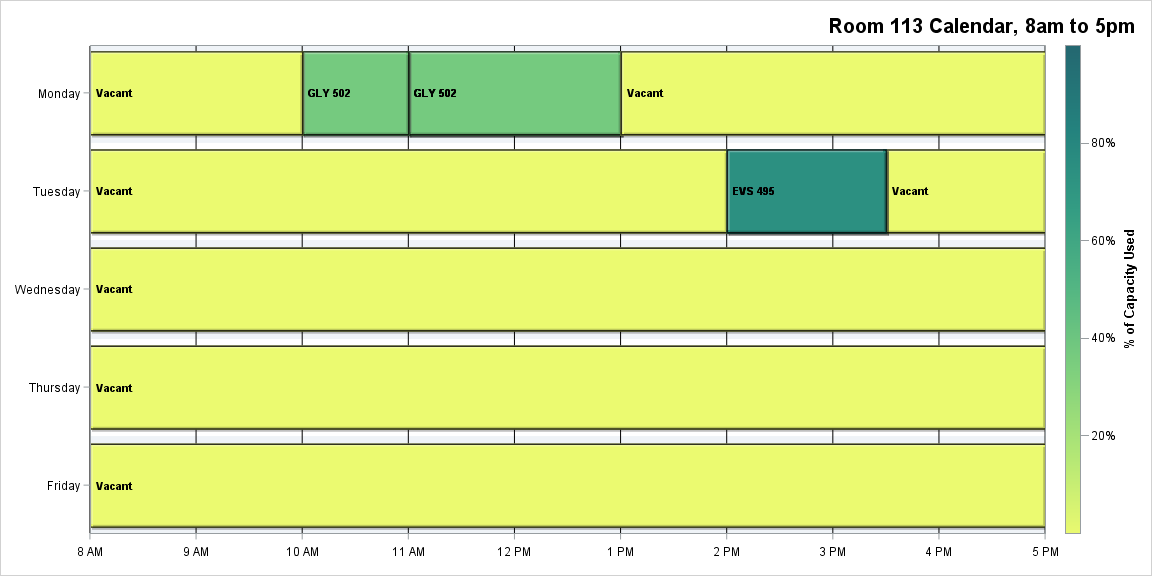 Room 113 Calendar, 8am to 5pm
Monday
Vacant
GLY 502
GLY 502
Vacant
Tuesday
Vacant
EVS 495
Vacant
Wednesday
Vacant
Thursday
Vacant
Friday
Vacant
8 AM 9 AM 10 AM 11 AM 12 PM 1 PM 2 PM 3 PM 4 PM 5 PM
80%
60%
40%
20%
% of Capacity Used